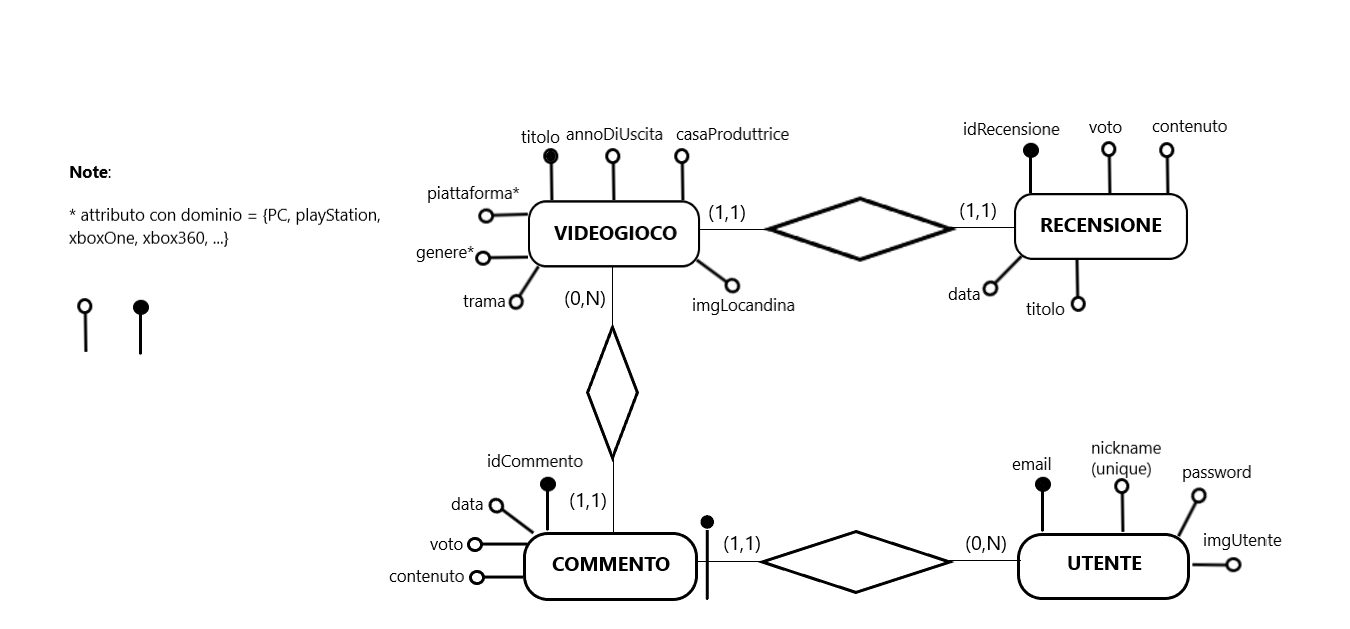 Note:
* attributo con dominio = {PC, playStation,
xboxOne, xbox360, ...}
titolo
annoDiUscita
casaProduttrice
piattaforma*
genere*
trama
VIDEOGIOCO
imgLocandina
(1,1)
(1,1)
idRecensione
voto
contenuto
RECENSIONE
data
titolo
(0,N)
(1,1)
idCommento
data
voto
contenuto
COMMENTO
(1,1)
(0,N)
email
nickname
(unique)
password
imgUtente
UTENTE